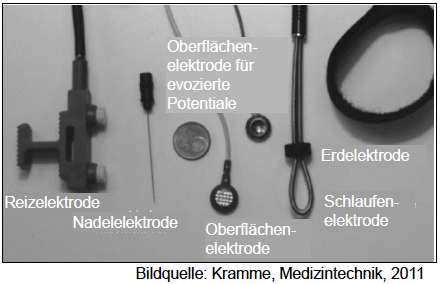 Oberflächen-
elektrode für
evozierte
Potentiale
Erdelektrode
Reizelektrode
Nadelelektrode
Oberflächen-
elektrode
Schlaufen-
elektrode
Bildquelle: Kramme, Medizintechnik, 2011